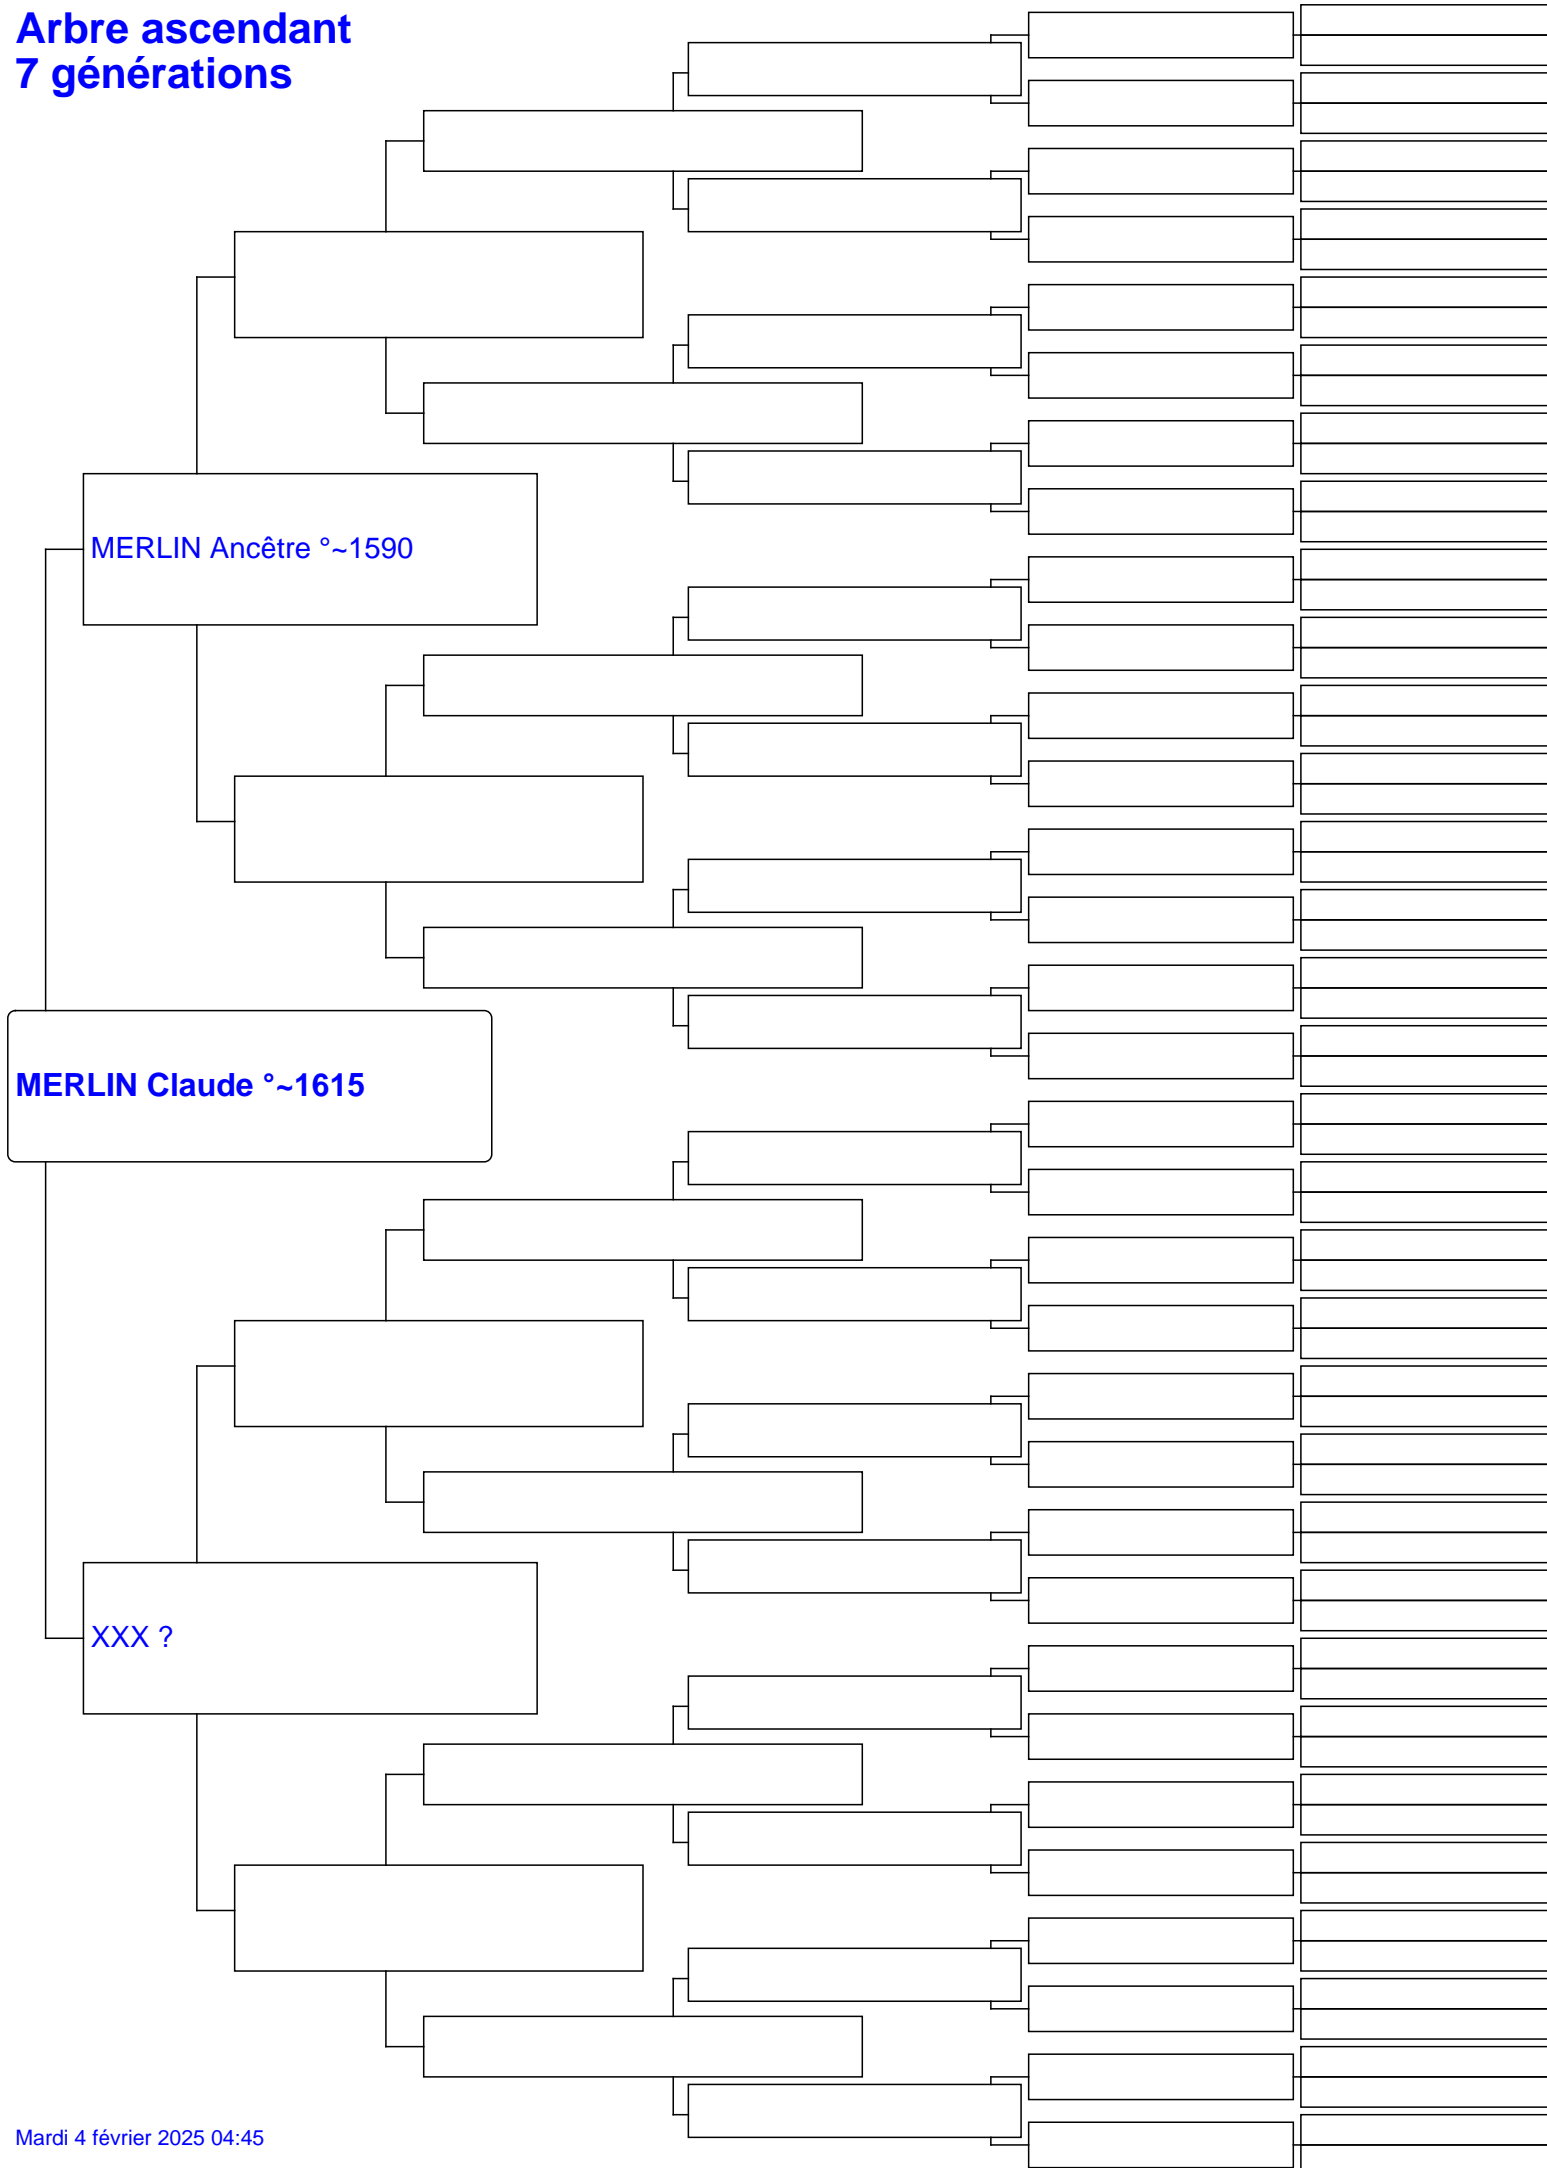 Arbre ascendant
7 générations
MERLIN Ancêtre °~1590
MERLIN Claude °~1615
XXX ?
Mardi 4 février 2025 04:45